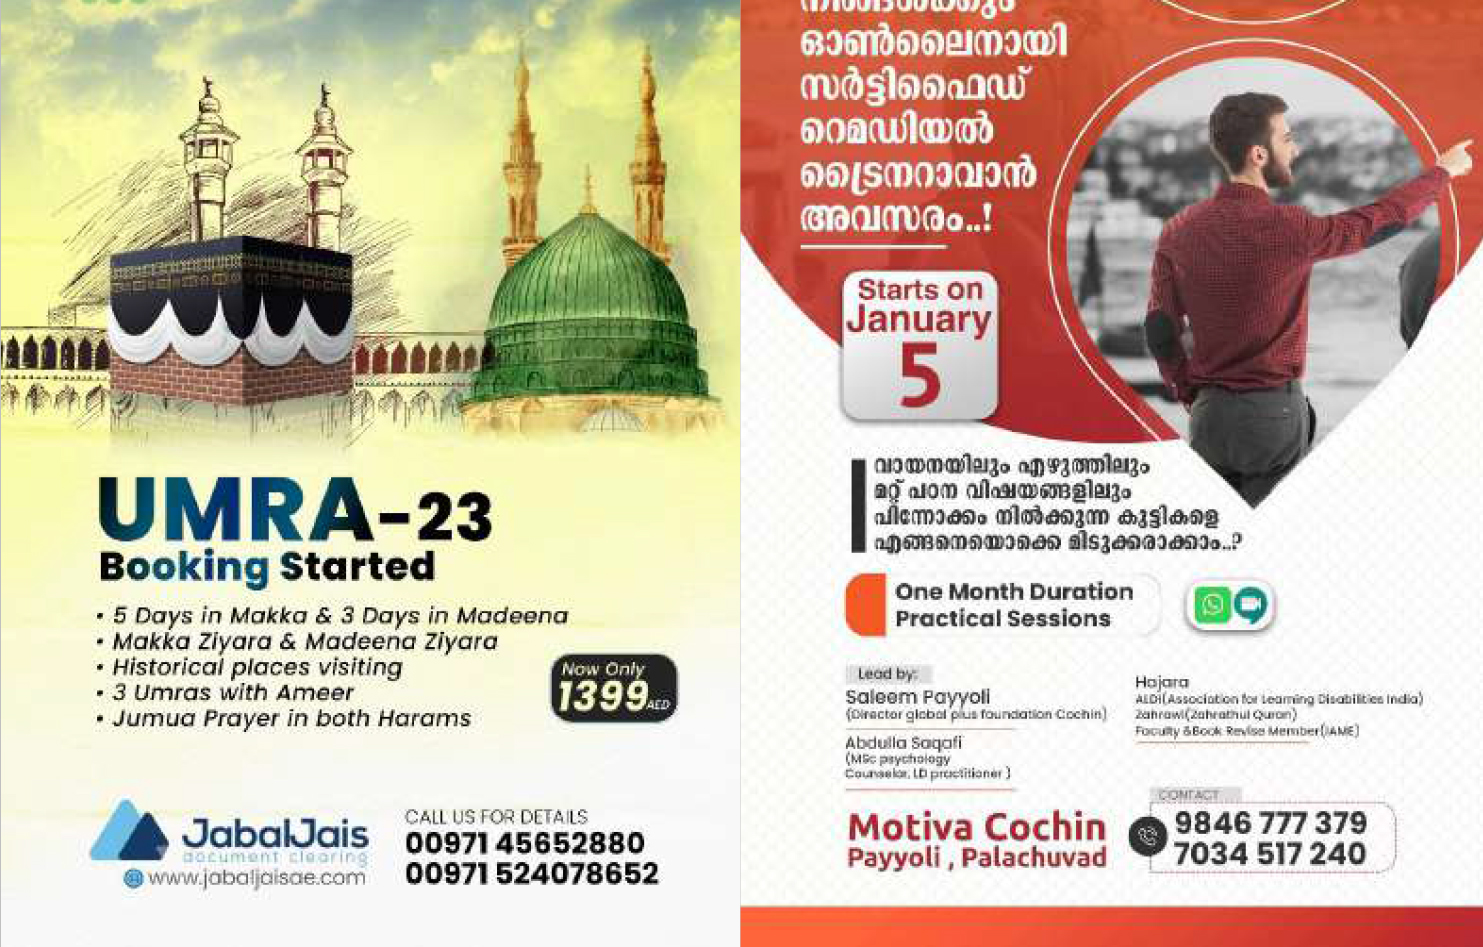 UMRA-23
Booking Started
• 5 Days in Makka & 3 Days in Madeena
• Makka Ziyara & Madeena Ziyara
• Historical places visiting
• 3 Umras with Ameer
• Jumua Prayer in both Harams
Now Only
1399 AED
JabalJais
document clearing
www.jabaljaisae.com
CALL US FOR DETAILS
00971 45652880
00971 524078652
ഓൺലൈനായി
സർട്ടിഫൈഡ്
റെമഡിയൽ
ട്രൈനറാവാൻ
അവസരം..!
Starts on
January
5
വായനയിലും എഴുത്തിലും
മറ്റ് പഠന വിഷയങ്ങളിലും
പിന്നോക്കം നിൽക്കുന്ന കുട്ടികളെ
എങ്ങനെയൊക്കെ മിടുക്കരാക്കാം..?
One Month Duration
Practical Sessions
Lead by:
Saleem Payyoli
(Director global plus foundation Cochin)
Abdulla Saqafi
(MSc psychology
Counselor, LD practitioner )
Hajara
ALDI(Association for Learning Disabilities India)
Zahrawi(Zahrathul Quran)
Faculty &Book Revise Member(IAME)
Motiva Cochin
Payyoli , Palachuvad
CONTACT
9846 777 379
7034 517 240